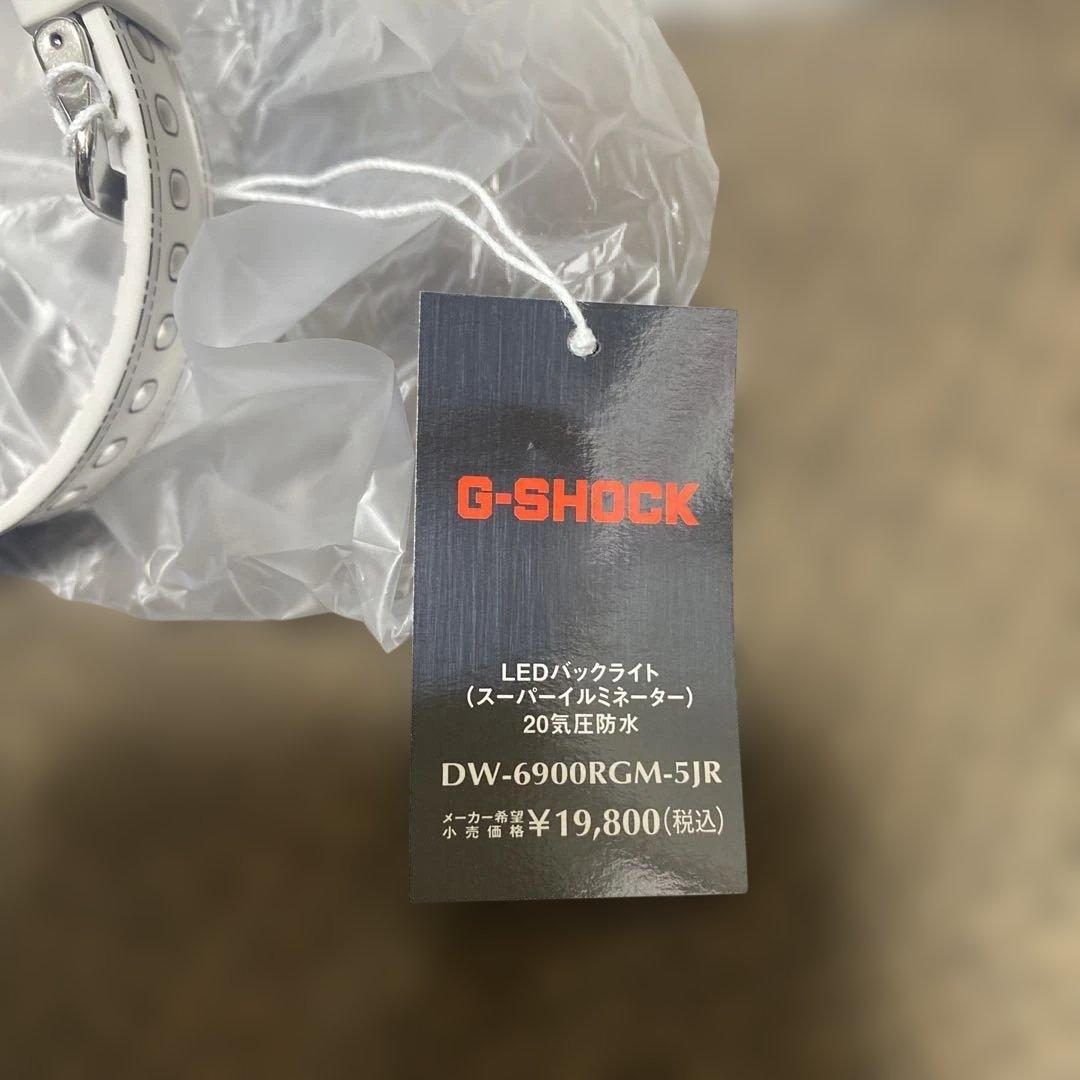 G-SHOCK
LEDバックライト
(スーパーイルミネーター)
20気圧防水
DW-6900RGM-5JR
メーカー希望
小売価格 ¥19,800(税込)